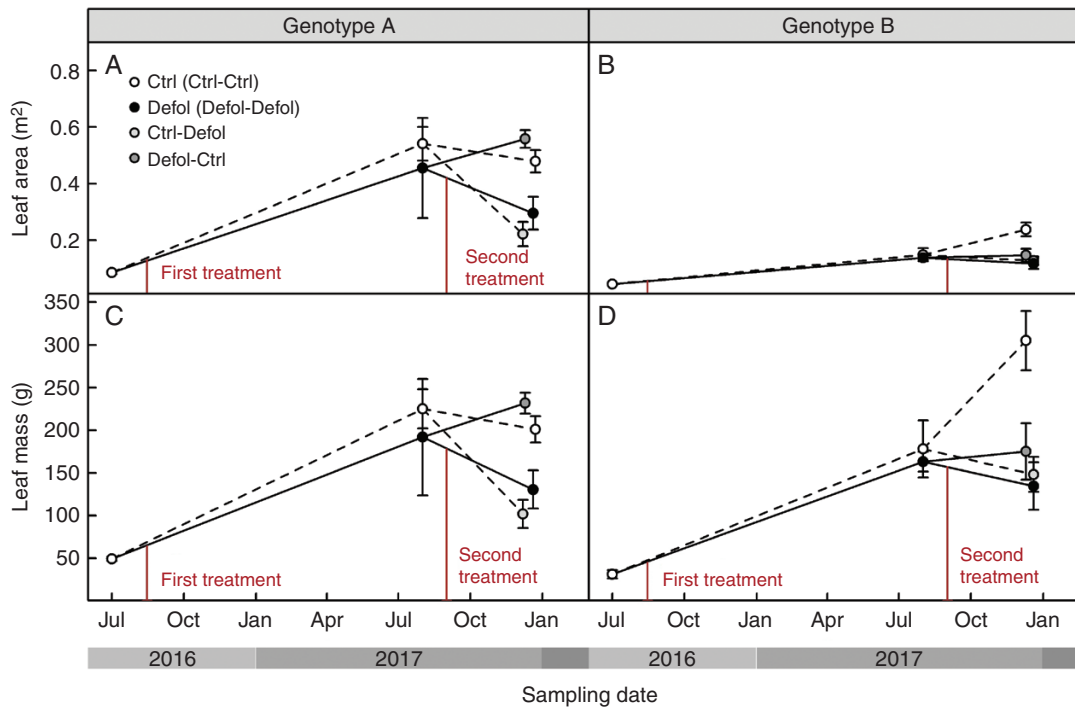 Genotype A
Genotype B
A
B
Ctrl (Ctrl-Ctrl)
Defol (Defol-Defol)
Ctrl-Defol
Defol-Ctrl
Leaf area (m²)
0.8
0.6
0.4
0.2
First treatment
Second
treatment
C
D
Leaf mass (g)
350
300
250
200
150
100
50
First treatment
Second
treatment
First treatment
Second
treatment
Jul Oct Jan Apr Jul Oct Jan Jul Oct Jan Apr Jul Oct Jan
2016 2017 2016 2017
Sampling date